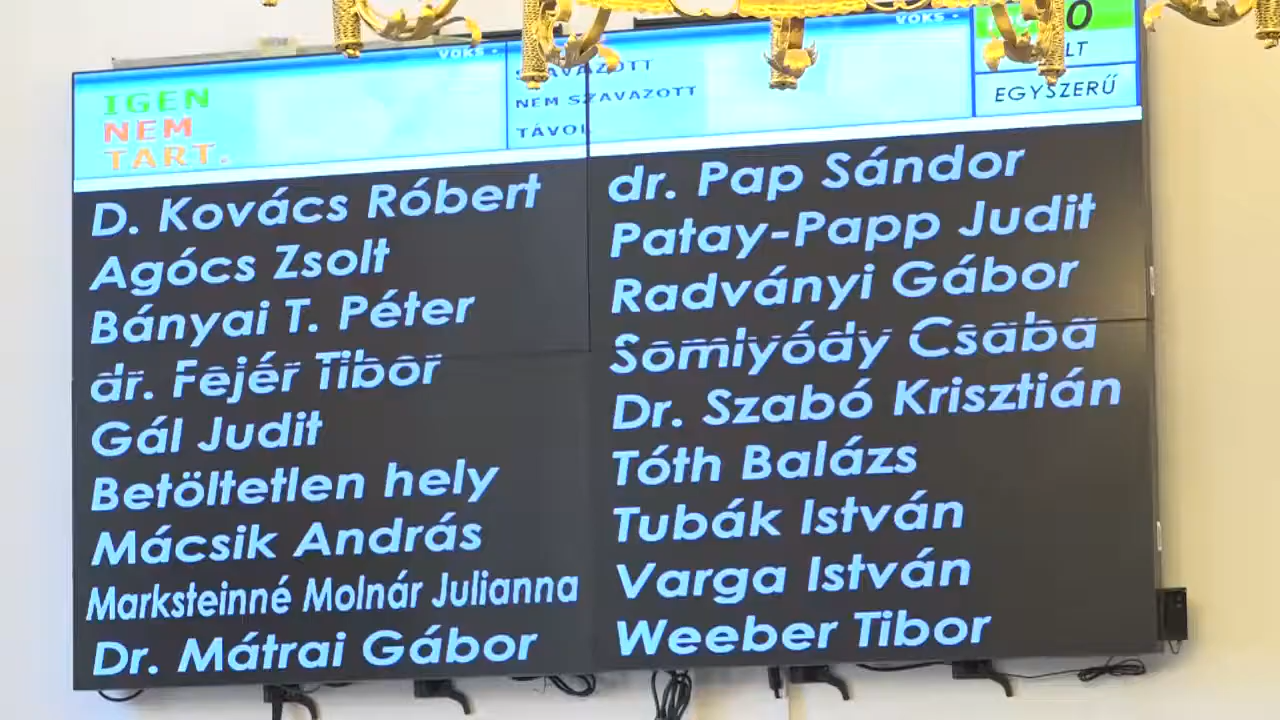 VOKS -
VOKS -
IGEN
NEM
TART.
SZAVAZOTT
NEM SZAVAZOTT
TÁVOL
0
LT
EGYSZERŰ
D. Kovács Róbert
Agócs Zsolt
Bányai T. Péter
dr. Fejér Tibor
Gál Judit
Betöltetlen hely
Mácsik András
Marksteinné Molnár Julianna
Dr. Mátrai Gábor
dr. Pap Sándor
Patay-Papp Judit
Radványi Gábor
Somlyódy Csaba
Dr. Szabó Krisztián
Tóth Balázs
Tubák István
Varga István
Weeber Tibor